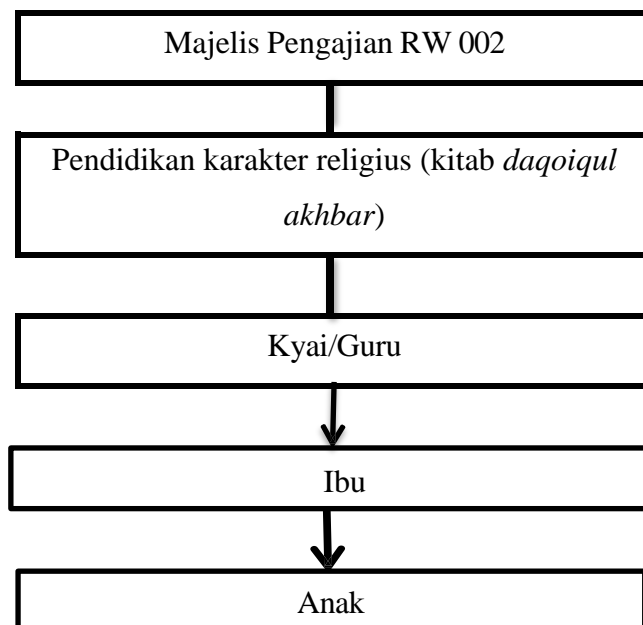 Majelis Pengajian RW 002
Pendidikan karakter religius (kitab daqoiqul
akhbar)
Kyai/Guru
Ibu
Anak